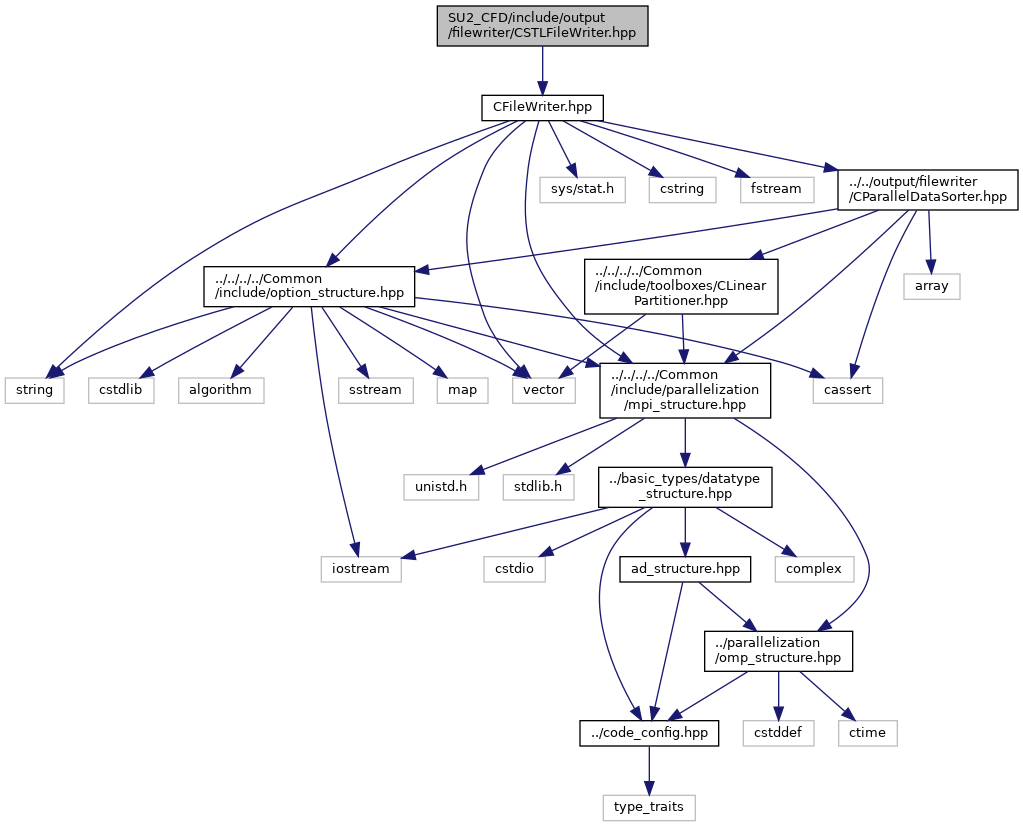 SU2_CFD/include/output
/filewriter/CSTLFileWriter.hpp
CFileWriter.hpp
sys/stat.h
cstring
fstream
../../output/filewriter
/CParallelDataSorter.hpp
../../../../Common
/include/option_structure.hpp
../../../../Common
/include/toolboxes/CLinear
Partitioner.hpp
array
string
cstdlib
algorithm
sstream
map
vector
../../../../Common
/include/parallelization
/mpi_structure.hpp
cassert
unistd.h
stdlib.h
../basic_types/datatype
_structure.hpp
iostream
cstdio
ad_structure.hpp
complex
../parallelization
/omp_structure.hpp
../code_config.hpp
cstddef
ctime
type_traits